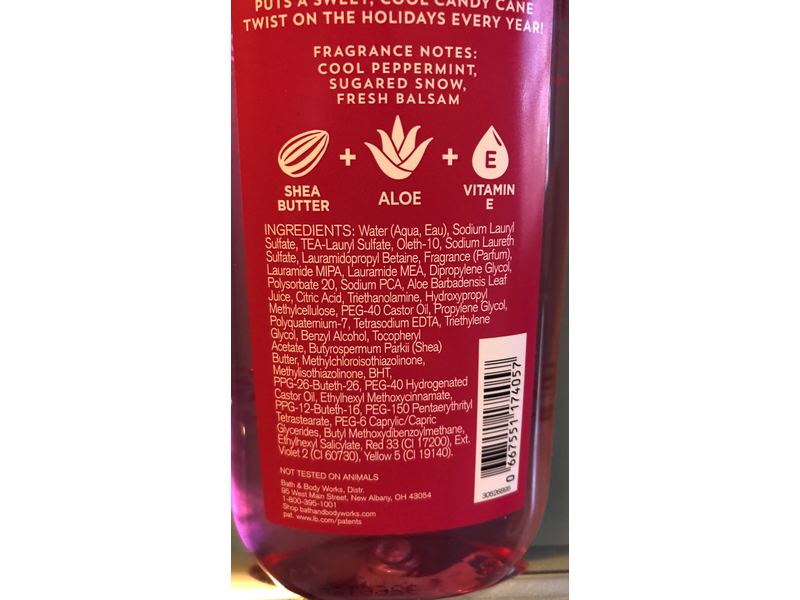 PUTS A SWEET, COOL CANDY CANE
TWIST ON THE HOLIDAYS EVERY YEAR!
FRAGRANCE NOTES:
COOL PEPPERMINT,
SUGARED SNOW,
FRESH BALSAM
SHEA
BUTTER
+
ALOE
+
E
VITAMIN
E
INGREDIENTS: Water (Aqua, Eau), Sodium Lauryl
Sulfate, TEA-Lauryl Sulfate, Oleth-10, Sodium Laureth
Sulfate, Lauramidopropyl Betaine, Fragrance (Parfum),
Lauramide MIPA, Lauramide MEA, Dipropylene Glycol,
Polysorbate 20, Sodium PCA, Aloe Barbadensis Leaf
Juice, Citric Acid, Triethanolamine, Hydroxypropyl
Methylcellulose, PEG-40 Castor Oil, Propylene Glycol,
Polyquaternium-7, Tetrasodium EDTA, Triethylene
Glycol, Benzyl Alcohol, Tocopheryl
Acetate, Butyrospermum Parkii (Shea)
Butter, Methylchloroisothiazolinone,
Methylisothiazolinone, BHT,
PPG-26-Buteth-26, PEG-40 Hydrogenated
Castor Oil, Ethylhexyl Methoxycinnamate,
PPG-12-Buteth-16, PEG-150 Pentaerythrityl
Tetrastearate, PEG-6 Caprylic/Capric
Glycerides, Butyl Methoxydibenzoylmethane,
Ethylhexyl Salicylate, Red 33 (CI 17200), Ext.
Violet 2 (CI 60730), Yellow 5 (CI 19140).
NOT TESTED ON ANIMALS
Bath & Body Works, Distr.
95 West Main Street, New Albany, OH 43054
1-800-395-1001
Shop bathandbodyworks.com
pat. www.lb.com/patents
0 667551 174057